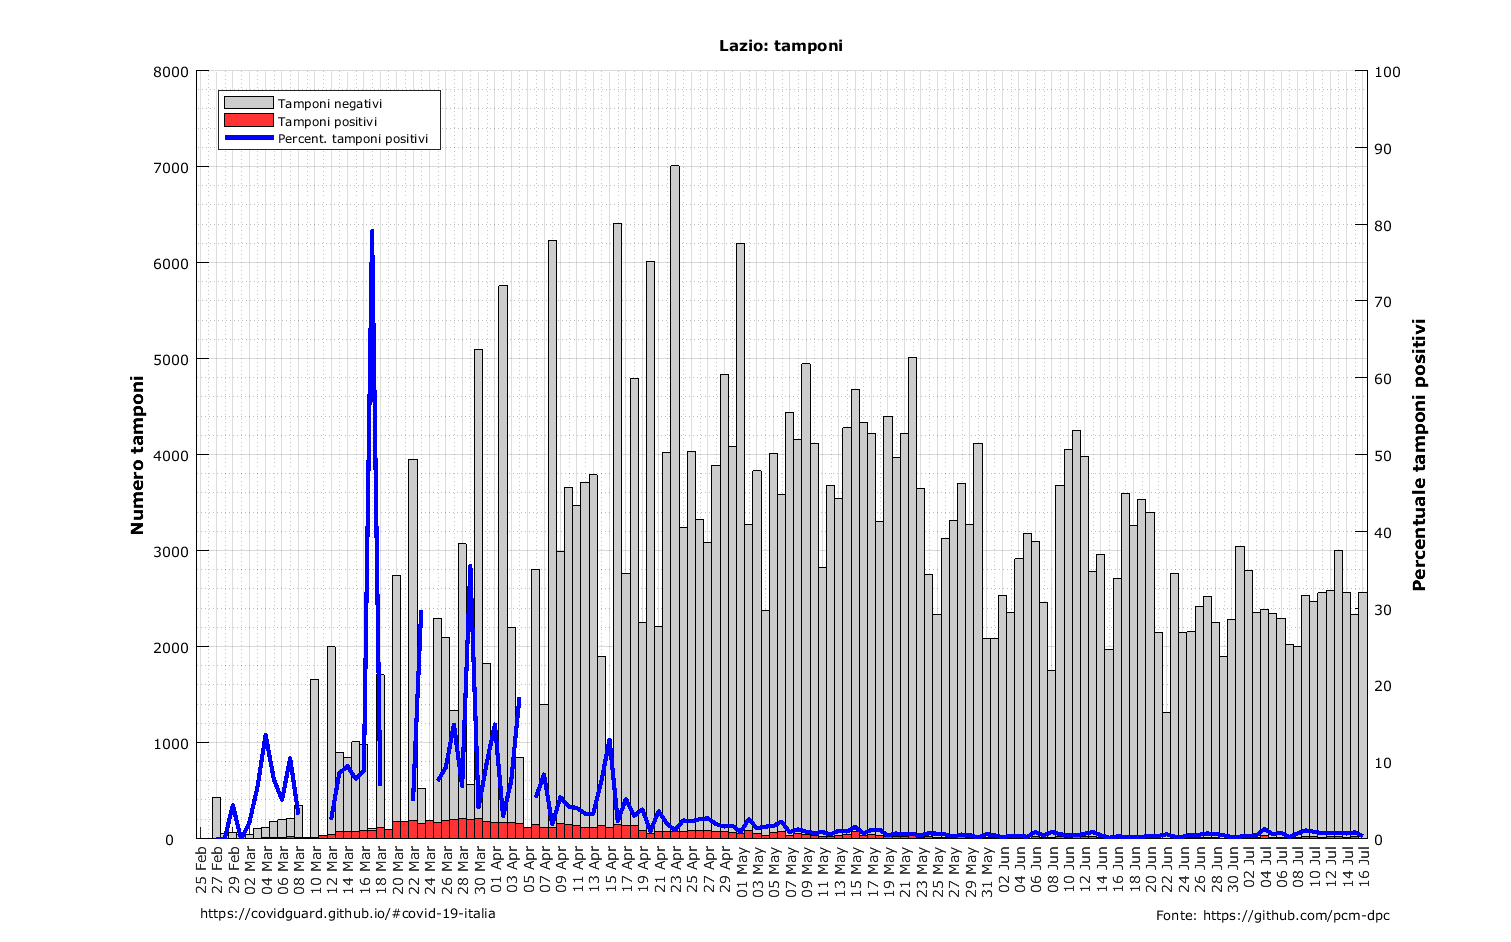 Lazio: tamponi
8000
7000
6000
5000
4000
3000
2000
1000
0
Numero tamponi
Tamponi negativi
Tamponi positivi
Percent. tamponi positivi
100
90
80
70
60
50
40
30
20
10
0
Percentuale tamponi positivi
25 Feb
27 Feb
29 Feb
02 Mar
04 Mar
06 Mar
08 Mar
10 Mar
12 Mar
14 Mar
16 Mar
18 Mar
20 Mar
22 Mar
24 Mar
26 Mar
28 Mar
30 Mar
01 Apr
03 Apr
05 Apr
07 Apr
09 Apr
11 Apr
13 Apr
15 Apr
17 Apr
19 Apr
21 Apr
23 Apr
25 Apr
27 Apr
29 Apr
01 May
03 May
05 May
07 May
09 May
11 May
13 May
15 May
17 May
19 May
21 May
23 May
25 May
27 May
29 May
31 May
02 Jun
04 Jun
06 Jun
08 Jun
10 Jun
12 Jun
14 Jun
16 Jun
18 Jun
20 Jun
22 Jun
24 Jun
26 Jun
28 Jun
30 Jun
02 Jul
04 Jul
06 Jul
08 Jul
10 Jul
12 Jul
14 Jul
16 Jul
https://covidguard.github.io/#covid-19-italia
Fonte: https://github.com/pcm-dpc